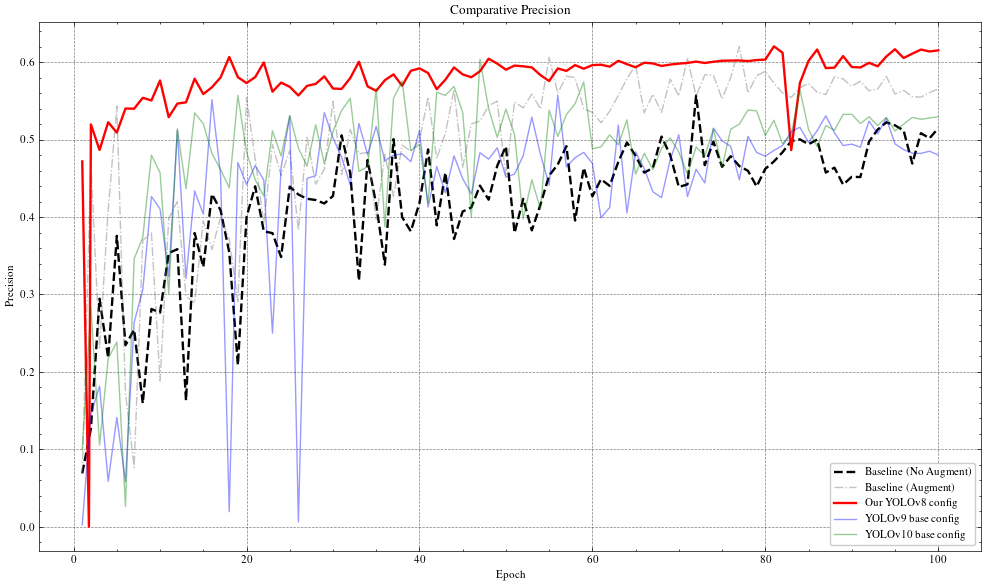 Comparative Precision
Precision
0.6
0.5
0.4
0.3
0.2
0.1
0.0
0
20
40
60
80
100
Epoch
Baseline (No Augment)
Baseline (Augment)
Our YOLOv8 config
YOLOv9 base config
YOLOv10 base config